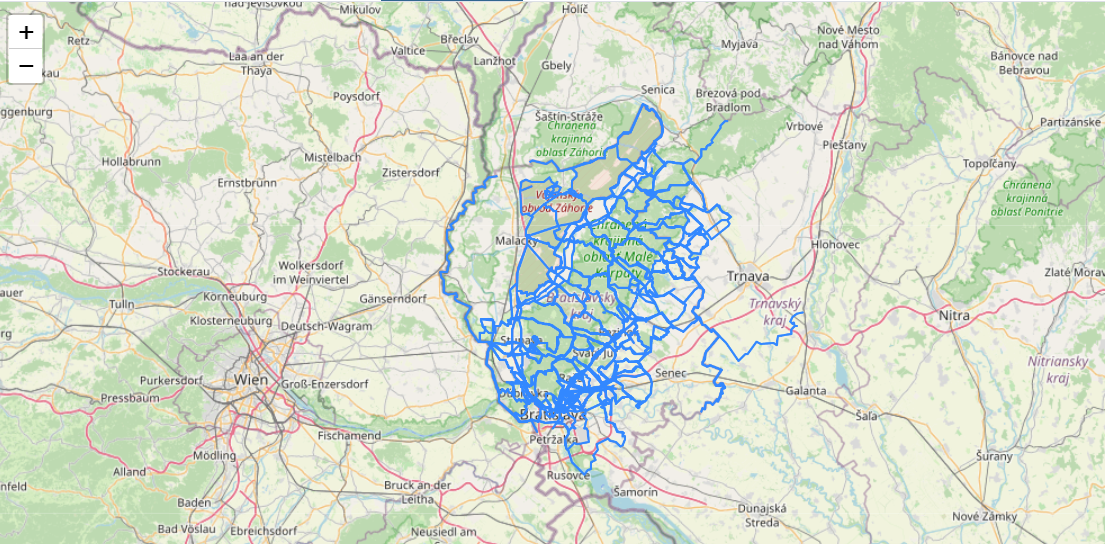 nad Jevišovkou
Mikulov
Holíč
+
−
Retz
Laa an der
Thaya
Valtice
Břeclav
Lanžhot
Gbely
Myjava
Nové Mesto
nad Váhom
Bánovce nad
Bebravou
ggenburg
Poysdorf
Senica
Brezová pod
Bradlom
Šaštín-Stráže
Chránená
krajinná
oblasť Záhorie
Vrbové
Piešťany
Partizánske
Hollabrunn
Mistelbach
Zistersdorf
Ernstbrunn
Topoľčany
Chránená
krajinná
oblasť Ponitrie
obvod Záhorie
Malacky
Chránená
krajinná
oblasť Malé
Karpaty
Hlohovec
Stockerau
Wolkersdorf
im Weinviertel
Trnava
Zlaté Morav
Korneuburg
Gänserndorf
Bratislavský
kraj
Trnavský
kraj
Tulln
Klosterneuburg
Deutsch-Wagram
Nitra
Svätý Jur
Nitriansky
kraj
Purkersdorf
Wien
Groß-Enzersdorf
Senec
Pressbaum
Galanta
Bratislava
Šaľa
Fischamend
Petržalka
Mödling
Šurany
Alland
nfeld
Rusovce
Bruck an der
Leitha
Šamorín
Baden
Dunajská
Streda
Nové Zámky
Bad Vöslau
Ebreichsdorf
Neusiedl am